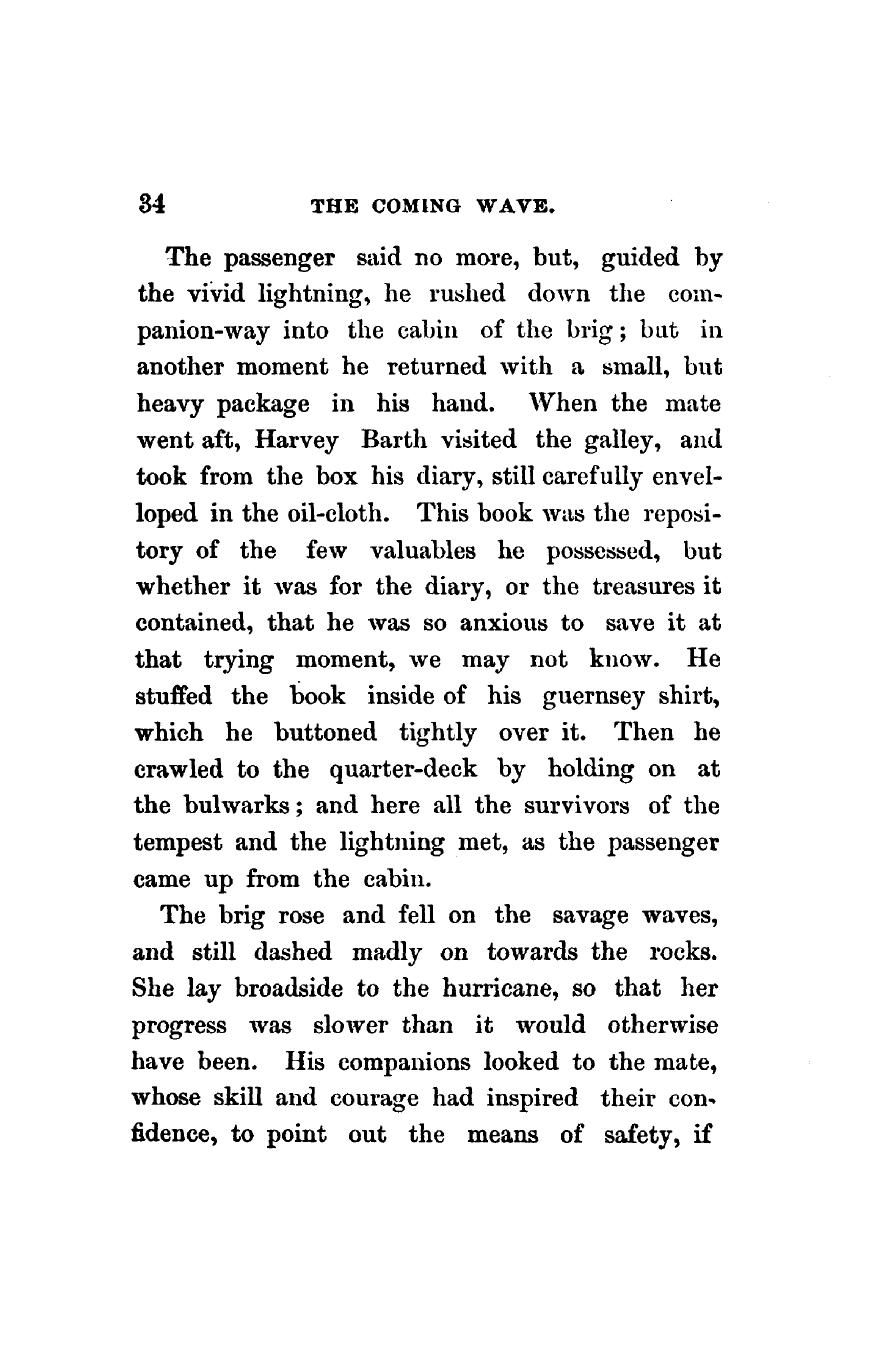 34 THE COMING WAVE.
The passenger said no more, but, guided by
the vivid lightning, he rushed down the com-
panion-way into the cabin of the brig; but in
another moment he returned with a small, but
heavy package in his hand. When the mate
went aft, Harvey Barth visited the galley, and
took from the box his diary, still carefully envel-
loped in the oil-cloth. This book was the reposi-
tory of the few valuables he possessed, but
whether it was for the diary, or the treasures it
contained, that he was so anxious to save it at
that trying moment, we may not know. He
stuffed the book inside of his guernsey shirt,
which he buttoned tightly over it. Then he
crawled to the quarter-deck by holding on at
the bulwarks; and here all the survivors of the
tempest and the lightning met, as the passenger
came up from the cabin.
The brig rose and fell on the savage waves,
and still dashed madly on towards the rocks.
She lay broadside to the hurricane, so that her
progress was slower than it would otherwise
have been. His companions looked to the mate,
whose skill and courage had inspired their con-
fidence, to point out the means of safety, if